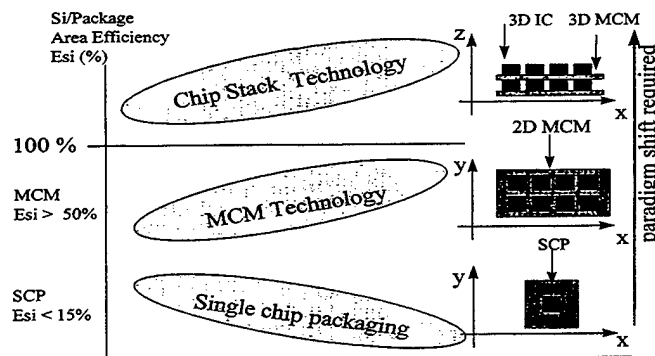 Si/Package
Area Efficiency
Esi (%)
Chip Stack Technology
z
3D IC 3D MCM
x
paradigm shift required
100 %
2D MCM
MCM
Esi > 50%
MCM Technology
y
x
SCP
SCP
Esi < 15%
Single chip packaging
y
x